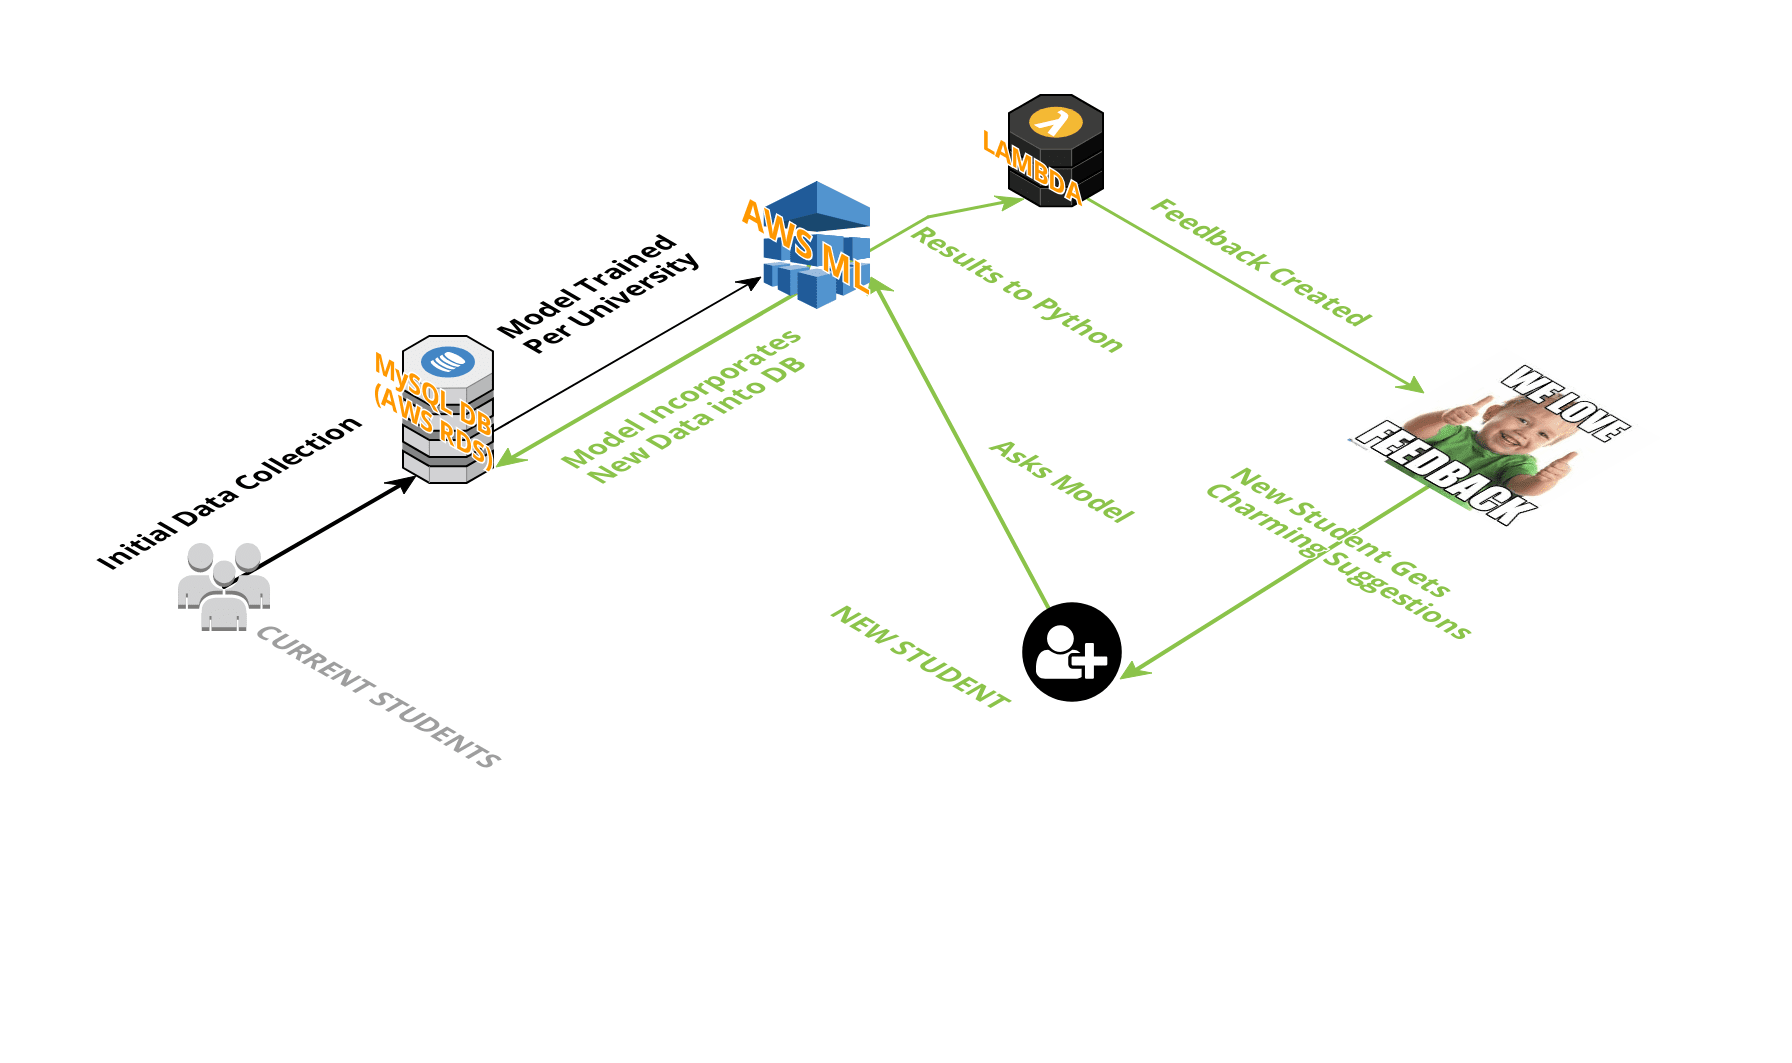 Initial Data Collection
CURRENT STUDENTS
MySQL DB
(AWS RDS)
Model Trained
Per University
AWS ML
Model Incorporates
New Data into DB
LAMBDA
Results to Python
Feedback Created
WE LOVE
FEEDBACK
New Student Gets
Charming Suggestions
Asks Model
NEW STUDENT